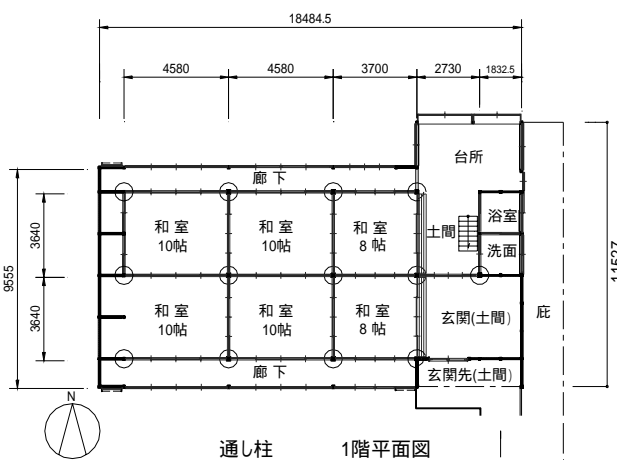 18484.5
4580
4580
3700
2730
1832.5
台所
廊下
和室
10帖
和室
10帖
和室
8帖
土間
浴室
洗面
3640
9555
3640
11527
和室
10帖
和室
10帖
和室
8帖
玄関(土間)
庇
廊下
玄関先(土間)
N
通し柱
1階平面図